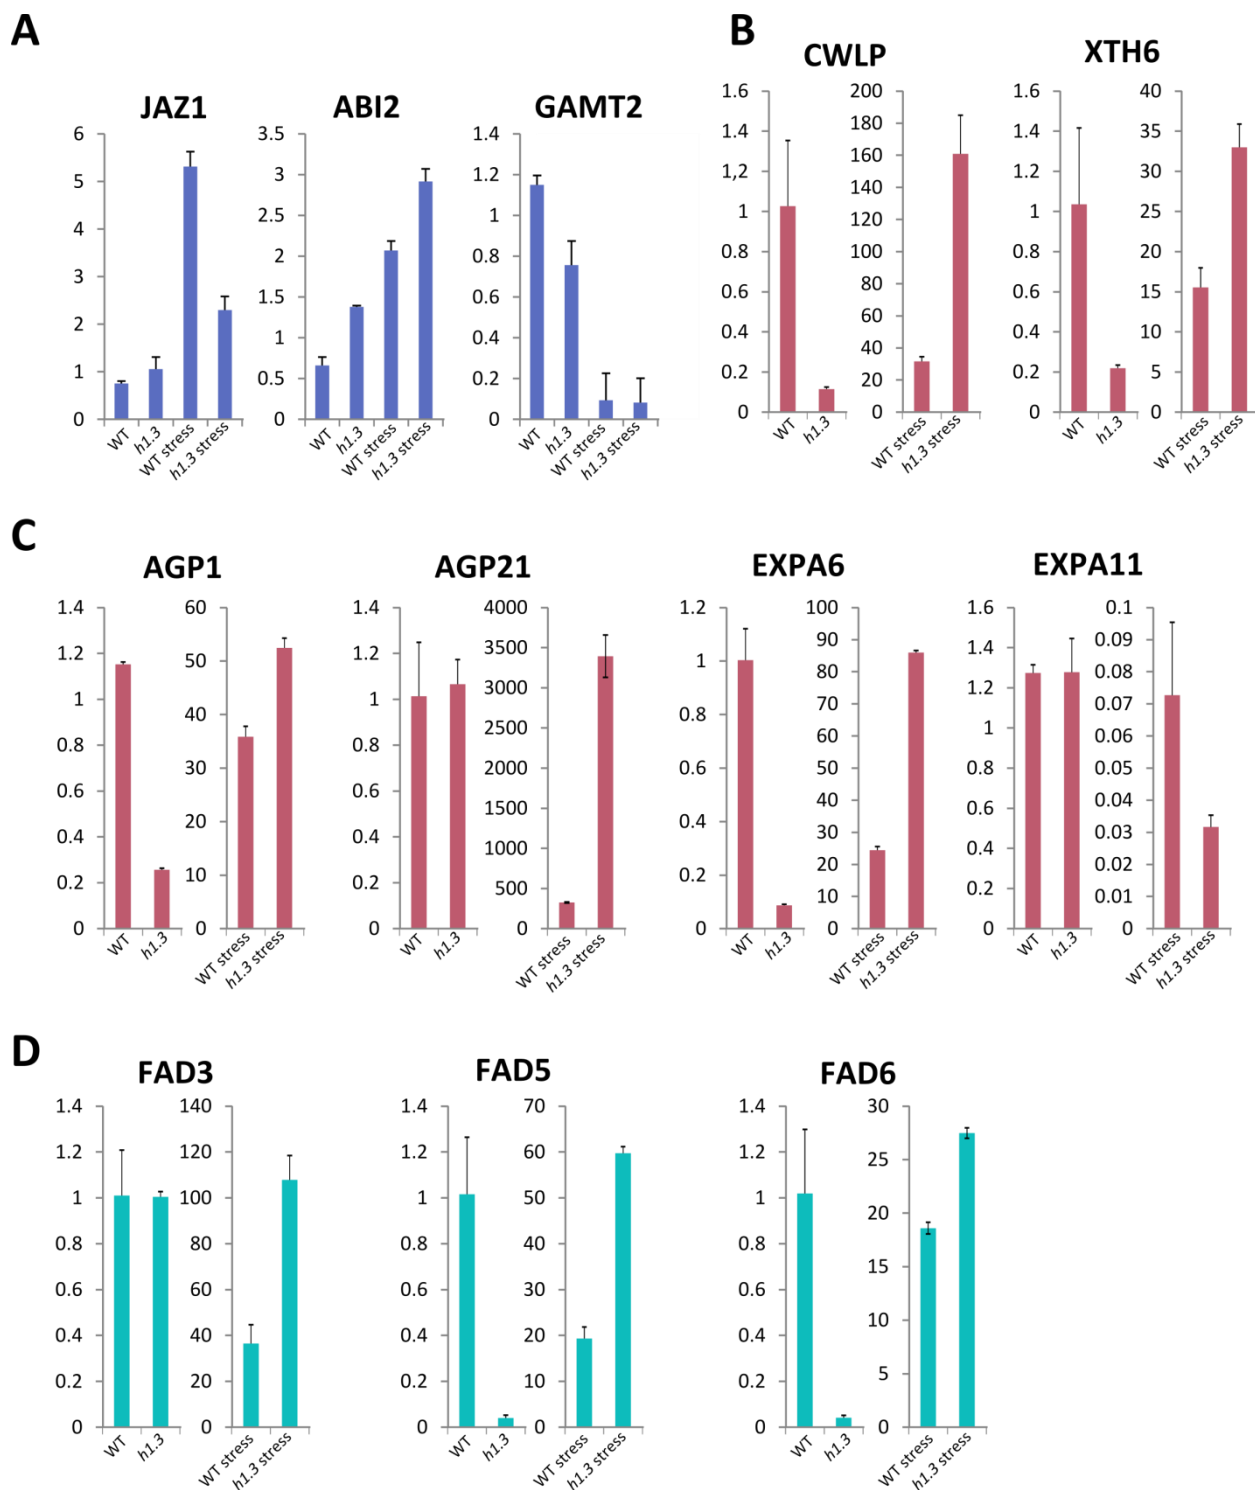 A
B
JAZ1
ABI2
GAMT2
CWLP
XTH6
6
5
4
3
2
1
0
WT
h1.3
WT stress
h1.3 stress
3.5
3
2.5
2
1.5
1
0.5
0
WT
h1.3
WT stress
h1.3 stress
1.4
1.2
1
0.8
0.6
0.4
0.2
0
WT
h1.3
WT stress
h1.3 stress
1.6
1.4
1,2
1
0.8
0.6
0.4
0.2
0
WT
h1.3
200
180
160
140
120
100
80
60
40
20
0
WT stress
h1.3 stress
1.6
1.4
1.2
1
0.8
0.6
0.4
0.2
0
WT
h1.3
40
35
30
25
20
15
10
5
0
WT stress
h1.3 stress
C
AGP1
AGP21
EXPA6
EXPA11
1.4
1.2
1
0.8
0.6
0.4
0.2
0
WT
h1.3
60
50
40
30
20
10
0
WT stress
h1.3 stress
1.4
1.2
1
0.8
0.6
0.4
0.2
0
WT
h1.3
4000
3500
3000
2500
2000
1500
1000
500
0
WT stress
h1.3 stress
1.2
1
0.8
0.6
0.4
0.2
0
WT
h1.3
100
90
80
70
60
50
40
30
20
10
0
WT stress
h1.3 stress
1.6
1.4
1.2
1
0.8
0.6
0.4
0.2
0
WT
h1.3
0.1
0.09
0.08
0.07
0.06
0.05
0.04
0.03
0.02
0.01
0
WT stress
h1.3 stress
D
FAD3
FAD5
FAD6
1.4
1.2
1
0.8
0.6
0.4
0.2
0
WT
h1.3
140
120
100
80
60
40
20
0
WT stress
h1.3 stress
1.4
1.2
1
0.8
0.6
0.4
0.2
0
WT
h1.3
70
60
50
40
30
20
10
0
WT stress
h1.3 stress
1.4
1.2
1
0.8
0.6
0.4
0.2
0
WT
h1.3
30
25
20
15
10
5
0
WT stress
h1.3 stress